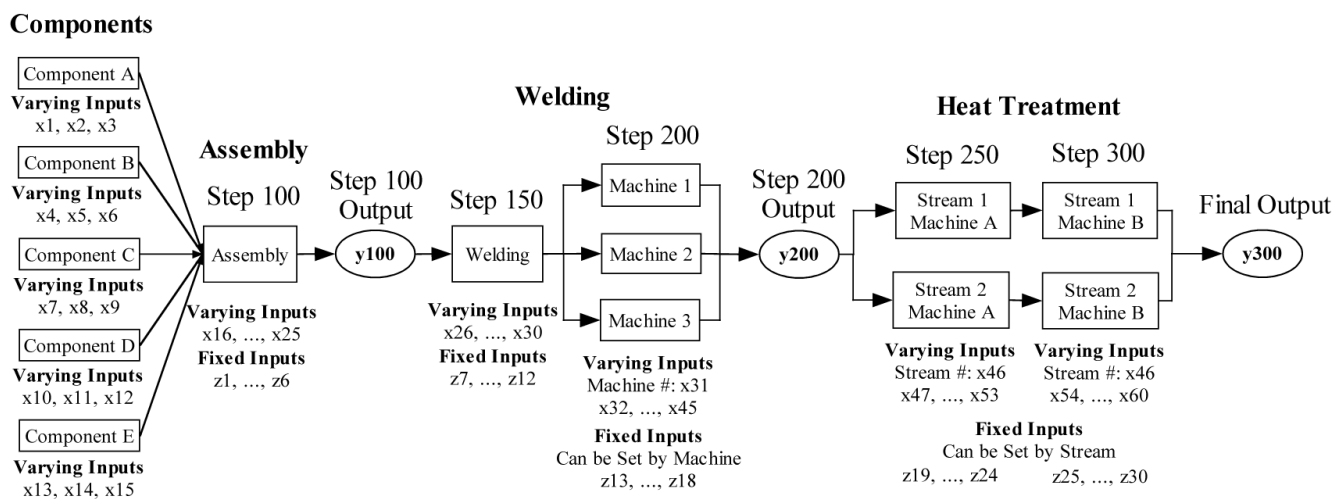 Components
Component A
Varying Inputs
x1, x2, x3
Component B
Varying Inputs
x4, x5, x6
Component C
Varying Inputs
x7, x8, x9
Component D
Varying Inputs
x10, x11, x12
Component E
Varying Inputs
x13, x14, x15
Assembly
Step 100
Assembly
Varying Inputs
x16, ..., x25
Fixed Inputs
z1, ..., z6
Step 100
Output
y100
Welding
Step 150
Welding
Varying Inputs
x26, ..., x30
Fixed Inputs
z7, ..., z12
Step 200
Machine 1
Machine 2
Machine 3
Varying Inputs
Machine #: x31
x32, ..., x45
Fixed Inputs
Can be Set by Machine
z13, ..., z18
Step 200
Output
y200
Heat Treatment
Step 250
Stream 1
Machine A
Stream 2
Machine A
Varying Inputs
Stream #: x46
x47, ..., x53
Step 300
Stream 1
Machine B
Stream 2
Machine B
Varying Inputs
Stream #: x46
x54, ..., x60
Fixed Inputs
Can be Set by Stream
z19, ..., z24
z25, ..., z30
Final Output
y300